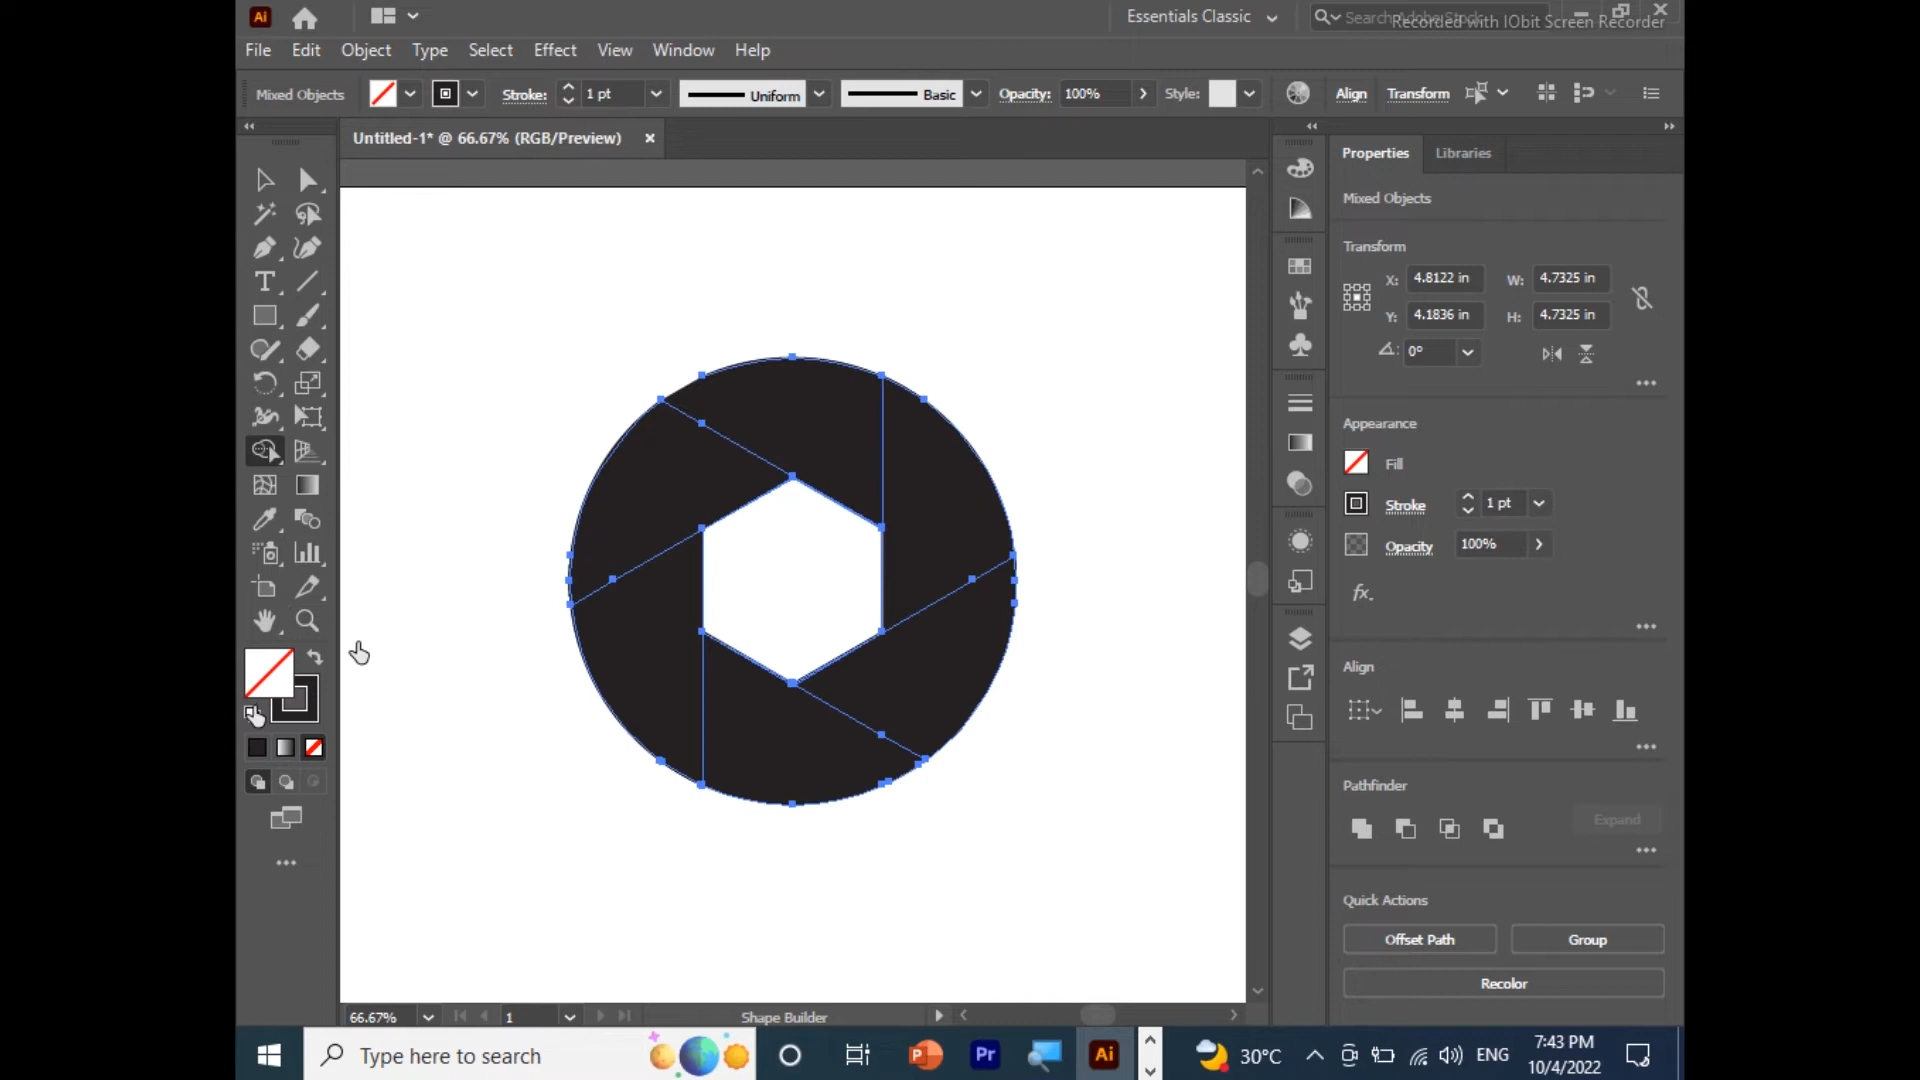 Ai
Essentials Classic
Search Adobe Stock
Recorded with IObit Screen Recorder
File Edit Object Type Select Effect View Window Help
Mixed Objects Stroke: 1 pt Uniform Basic Opacity: 100% Style: Align Transform
Untitled-1* @ 66.67% (RGB/Preview) ×
Properties Libraries
Mixed Objects
Transform
X: 4.8122 in W: 4.7325 in
Y: 4.1836 in H: 4.7325 in
0°
Appearance
Fill
Stroke 1 pt
Opacity 100%
fx.
Align
Pathfinder
Expand
Quick Actions
Offset Path Group
Recolor
66.67% 1 Shape Builder
Type here to search
P Pr Ai 30°C ENG
7:43 PM
10/4/2022